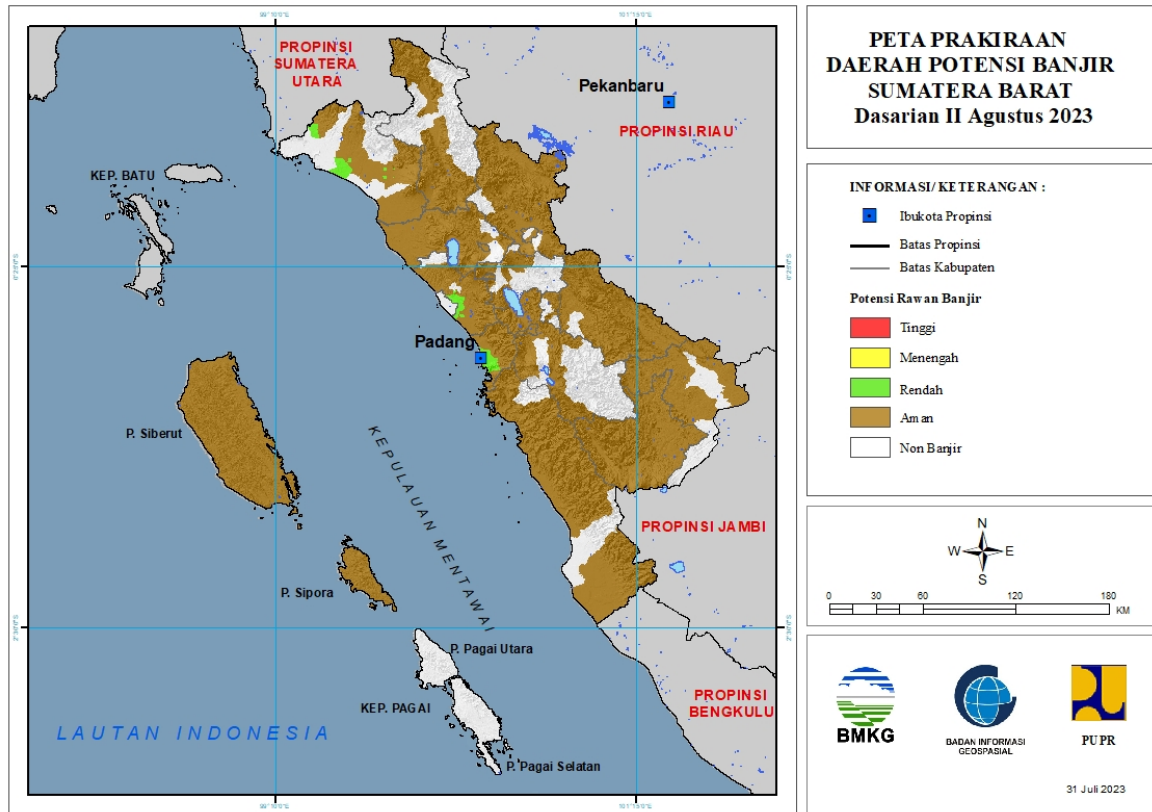 PROPINSI
SUMATERA
UTARA
Pekanbaru
PROPINSI RIAU
KEP. BATU
Padang
P. Siberut
KEPULAUAN MENTAWAI
PROPINSI JAMBI
P. Sipora
P. Pagai Utara
KEP. PAGAI
PROPINSI
BENGKULU
LAUTAN INDONESIA
P. Pagai Selatan
PETA PRAKIRAAN
DAERAH POTENSI BANJIR
SUMATERA BARAT
Dasarian II Agustus 2023
INFORMASI/ KETERANGAN :
Ibukota Propinsi
Batas Propinsi
Batas Kabupaten
Potensi Rawan Banjir
Tinggi
Menengah
Rendah
Aman
Non Banjir
N
W E
S
0 30 60 120 180
KM
BMKG
BADAN INFORMASI
GEOSPASIAL
PUPR
31 Juli 2023